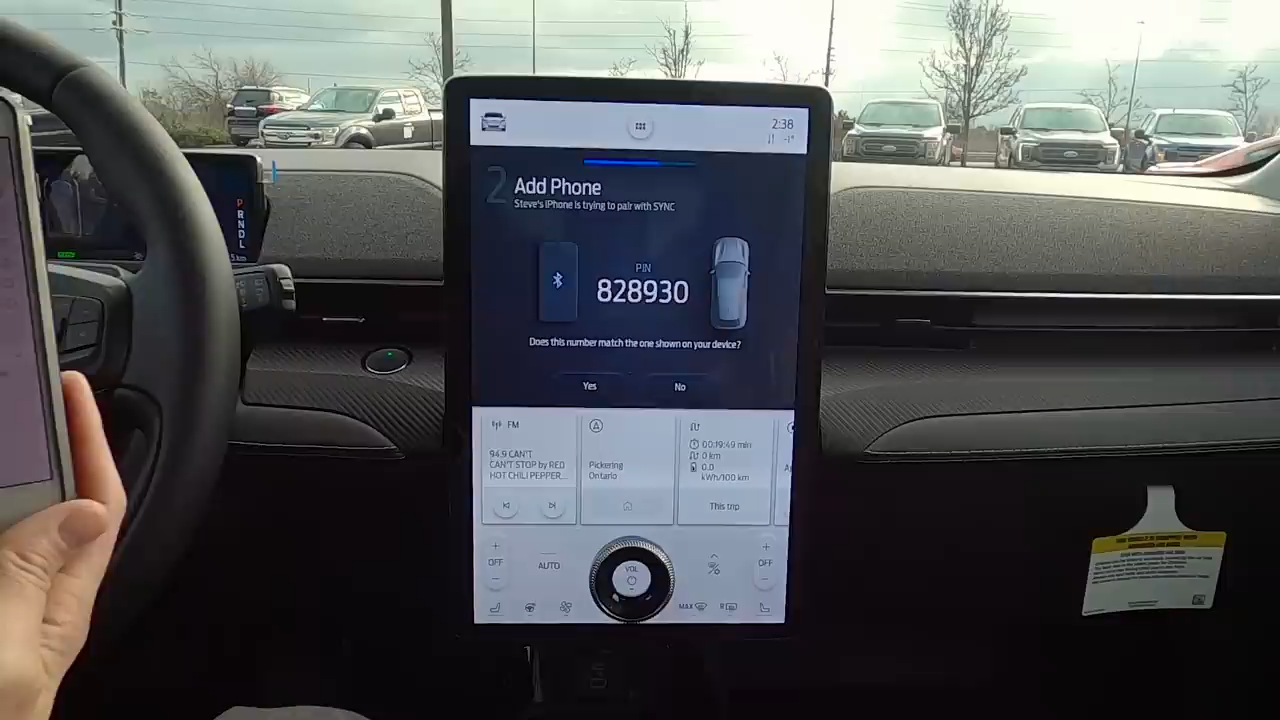 2:38
-1°
2 Add Phone
Steve's iPhone is trying to pair with SYNC
P
R
N
D
L
PIN
828930
Does this number match the one shown on your device?
Yes No
FM
94.9 CAN'T
CAN'T STOP by RED
HOT CHILI PEPPER...
Pickering
Ontario
00:19:49 min
0 km
0.0
kWh/100 km
This trip
+ +
OFF AUTO VOL OFF
MAX R